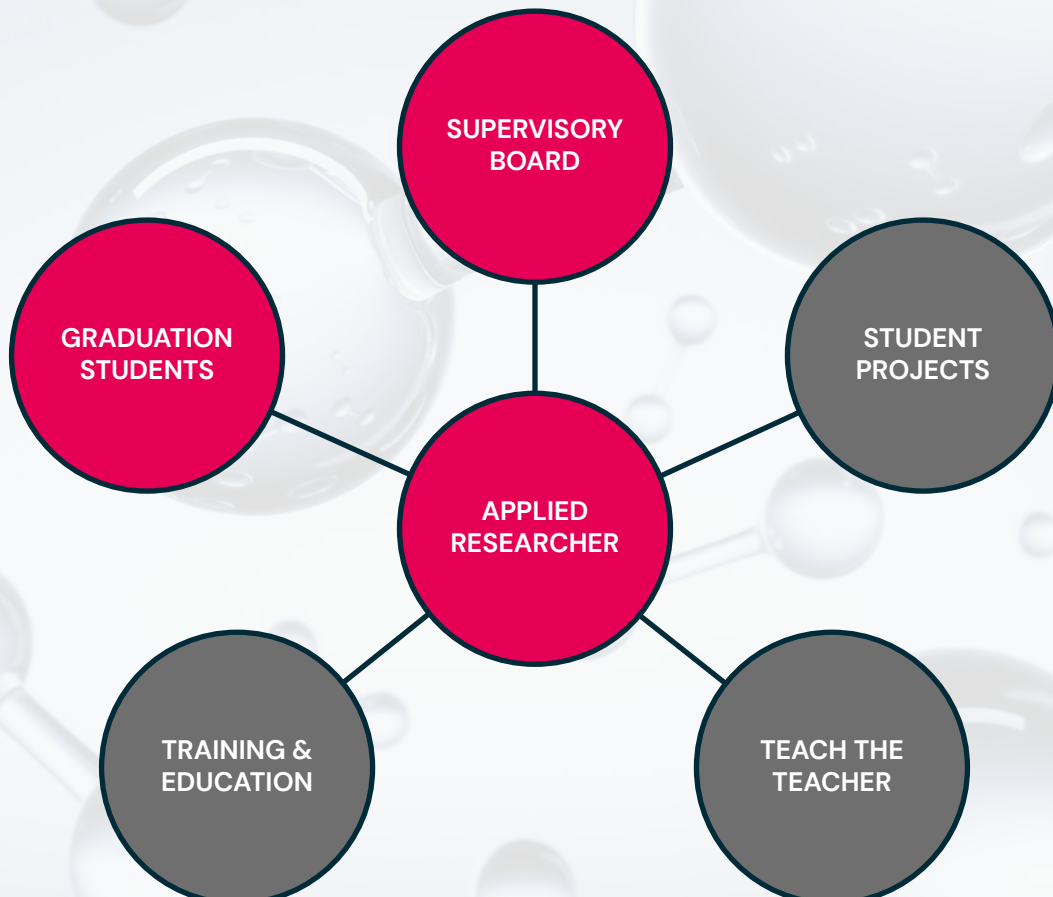 SUPERVISORY
BOARD
GRADUATION
STUDENTS
STUDENT
PROJECTS
APPLIED
RESEARCHER
TRAINING &
EDUCATION
TEACH THE
TEACHER